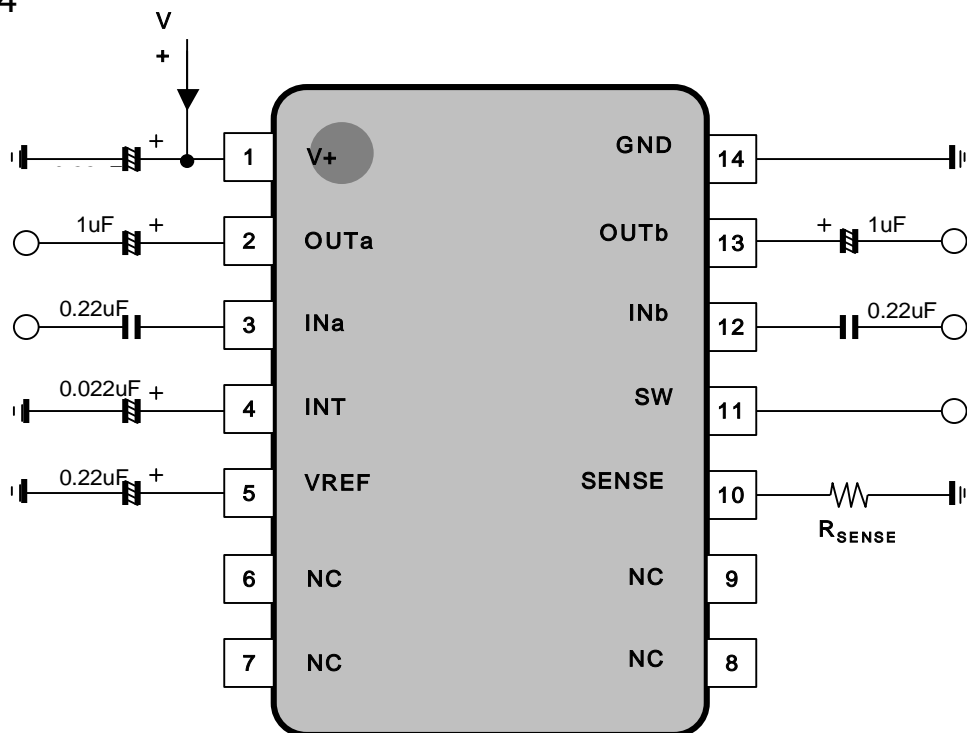 4
V
+
+ 1 V+ GND 14
1uF + 2 OUTa OUTb 13 + 1uF
0.22uF 3 INa INb 12 0.22uF
0.022uF + 4 INT SW 11
0.22uF + 5 VREF SENSE 10
RSENSE
6 NC NC 9
7 NC NC 8